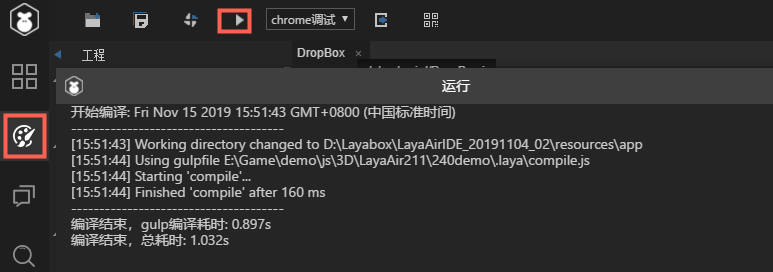 chrome调试
工程
DropBox
运行
开始编译: Fri Nov 15 2019 15:51:43 GMT+0800 (中国标准时间)
--------------------------------------
[15:51:43] Working directory changed to D:\Layabox\LayaAirIDE_20191104_02\resources\app
[15:51:44] Using gulpfile E:\Game\demo\js\3D\LayaAir211\240demo\.laya\compile.js
[15:51:44] Starting 'compile'...
[15:51:44] Finished 'compile' after 160 ms
--------------------------------------
编译结束，gulp编译耗时: 0.897s
编译结束，总耗时: 1.032s